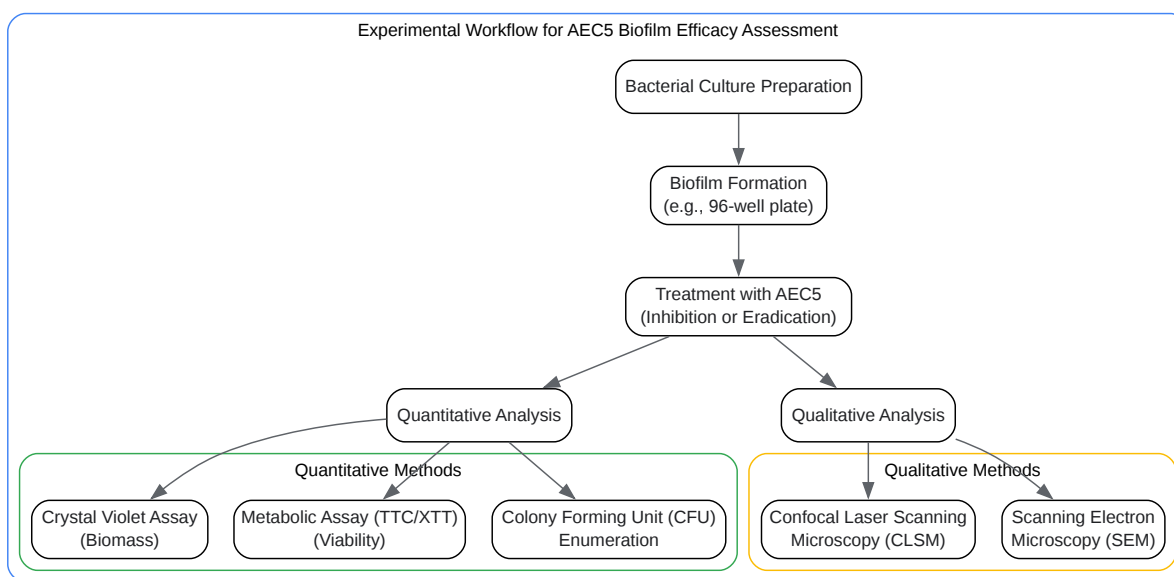 Experimental Workflow for AEC5 Biofilm Efficacy Assessment
Bacterial Culture Preparation
Biofilm Formation
(e.g., 96-well plate)
Treatment with AEC5
(Inhibition or Eradication)
Quantitative Analysis
Qualitative Analysis
Quantitative Methods
Crystal Violet Assay
(Biomass)
Metabolic Assay (TTC/XTT)
(Viability)
Colony Forming Unit (CFU)
Enumeration
Qualitative Methods
Confocal Laser Scanning
Microscopy (CLSM)
Scanning Electron
Microscopy (SEM)